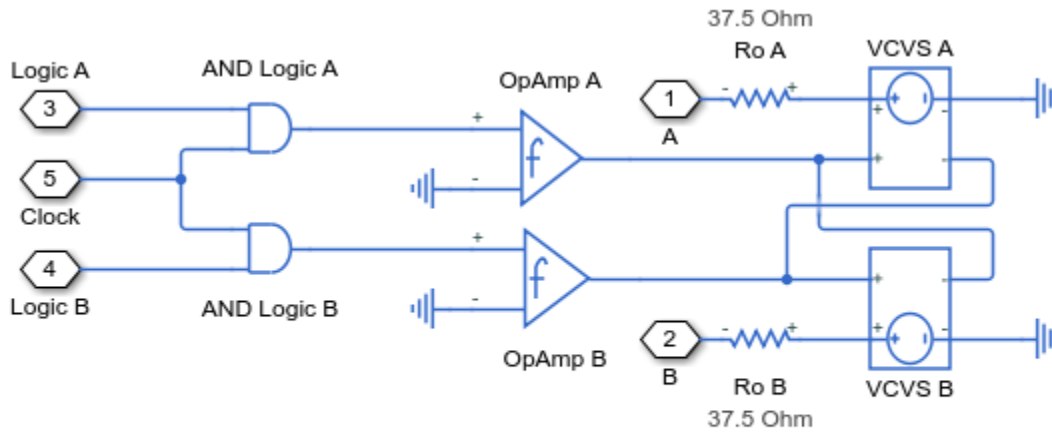 37.5 Ohm
Ro A
VCVS A
Logic A
AND Logic A
OpAmp A
3
1
A
+
-
- +
+ -
+ -
+ -
5
Clock
+
-
4
Logic B
AND Logic B
OpAmp B
2
B
- +
+ -
+ -
+ -
Ro B
37.5 Ohm
VCVS B